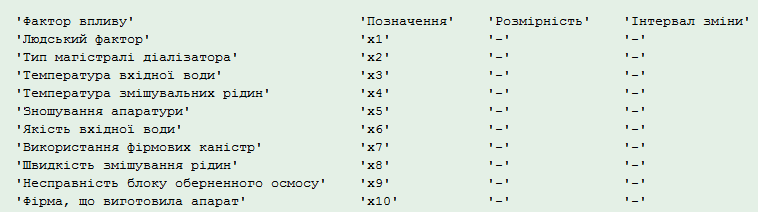 'Фактор впливу' 'Позначення' 'Розмірність' 'Інтервал зміни'
'Людський фактор' 'x1' '-' '-'
'Тип магістралі діалізатора' 'x2' '-' '-'
'Температура вхідної води' 'x3' '-' '-'
'Температура змішувальних рідин' 'x4' '-' '-'
'Зношування апаратури' 'x5' '-' '-'
'Якість вхідної води' 'x6' '-' '-'
'Використання фірмових каністр' 'x7' '-' '-'
'Швидкість змішування рідин' 'x8' '-' '-'
'Несправність блоку оберненного осмосу' 'x9' '-' '-'
'Фірма, що виготовила апарат' 'x10' '-' '-'